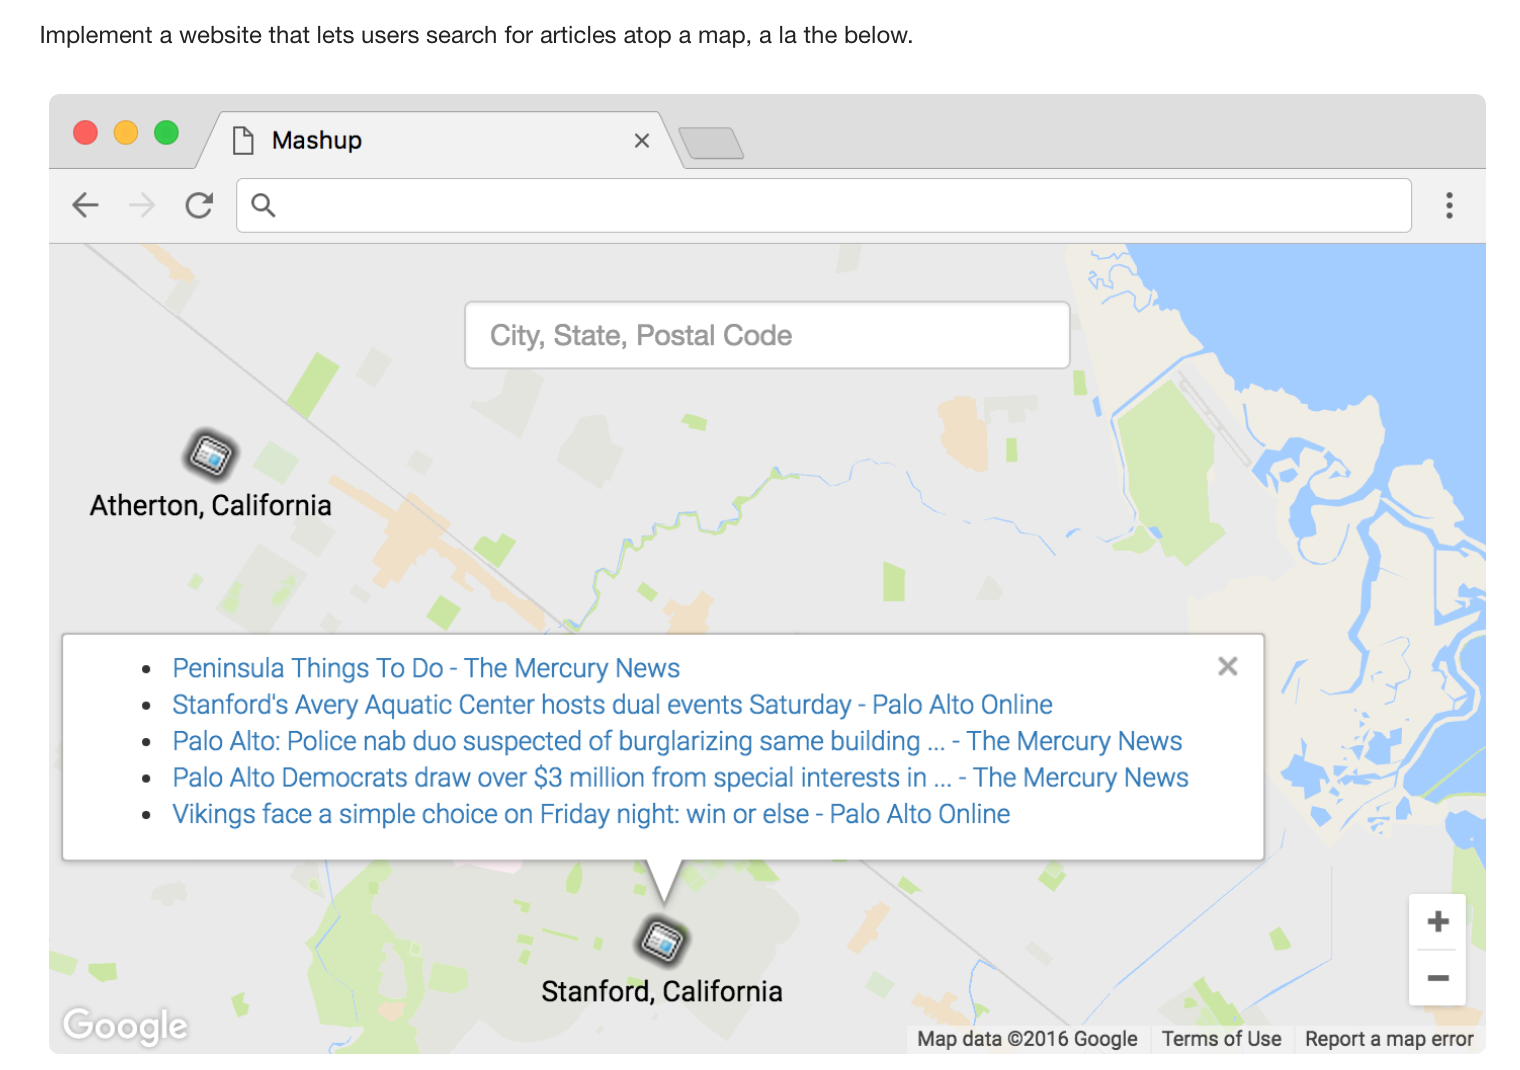 Implement a website that lets users search for articles atop a map, a la the below.
Mashup
City, State, Postal Code
Atherton, California
Peninsula Things To Do - The Mercury News
Stanford's Avery Aquatic Center hosts dual events Saturday - Palo Alto Online
Palo Alto: Police nab duo suspected of burglarizing same building ... - The Mercury News
Palo Alto Democrats draw over $3 million from special interests in ... - The Mercury News
Vikings face a simple choice on Friday night: win or else - Palo Alto Online
Stanford, California
Google
Map data ©2016 Google Terms of Use Report a map error